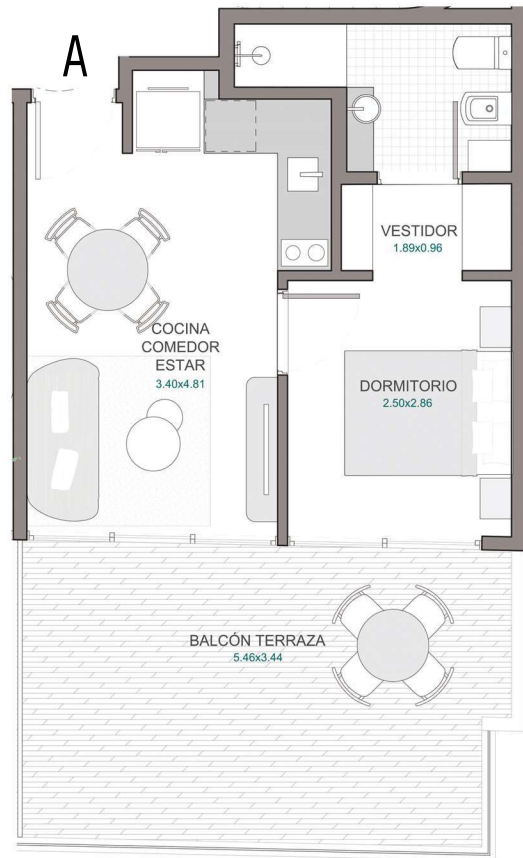 A
VESTIDOR
1.89x0.96
COCINA
COMEDOR
ESTAR
3.40x4.81
DORMITORIO
2.50x2.86
BALCÓN TERRAZA
5.46x3.44